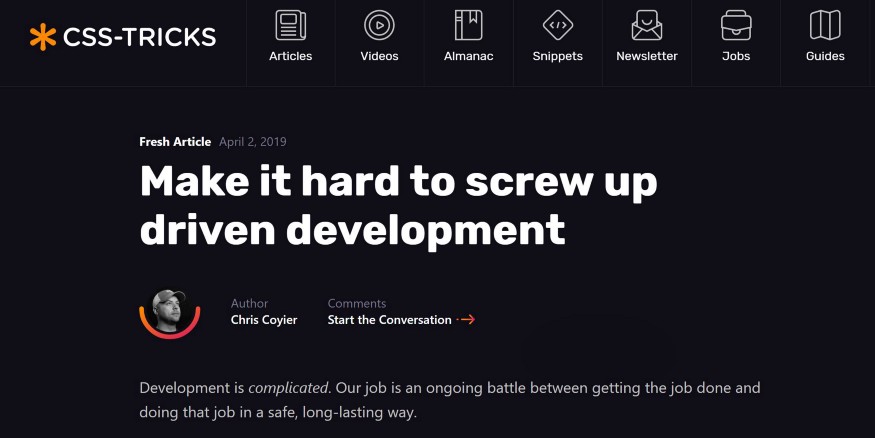 CSS-TRICKS
Articles
Videos
Almanac
Snippets
Newsletter
Jobs
Guides
Fresh Article April 2, 2019
Make it hard to screw up
driven development
Author
Chris Coyier
Comments
Start the Conversation
Development is complicated. Our job is an ongoing battle between getting the job done and
doing that job in a safe, long-lasting way.